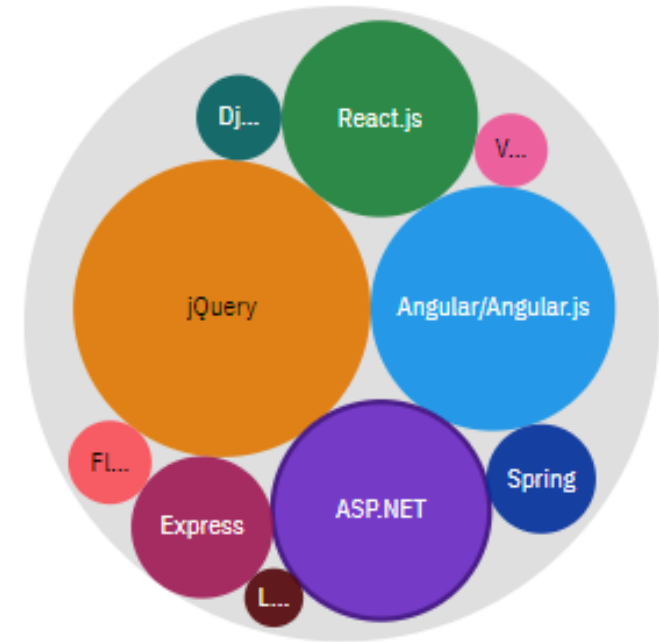 Dj...
React.js
V...
jQuery
Angular/Angular.js
Fl...
Spring
Express
ASP.NET
L...